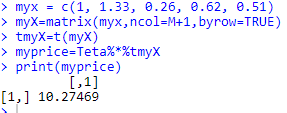 > myx = c(1, 1.33, 0.26, 0.62, 0.51)
> myX=matrix(myx,ncol=M+1,byrow=TRUE)
> tmyX=t(myX)
> myprice=Teta%*%tmyX
> print(myprice)
[,1]
[1,] 10.27469
>